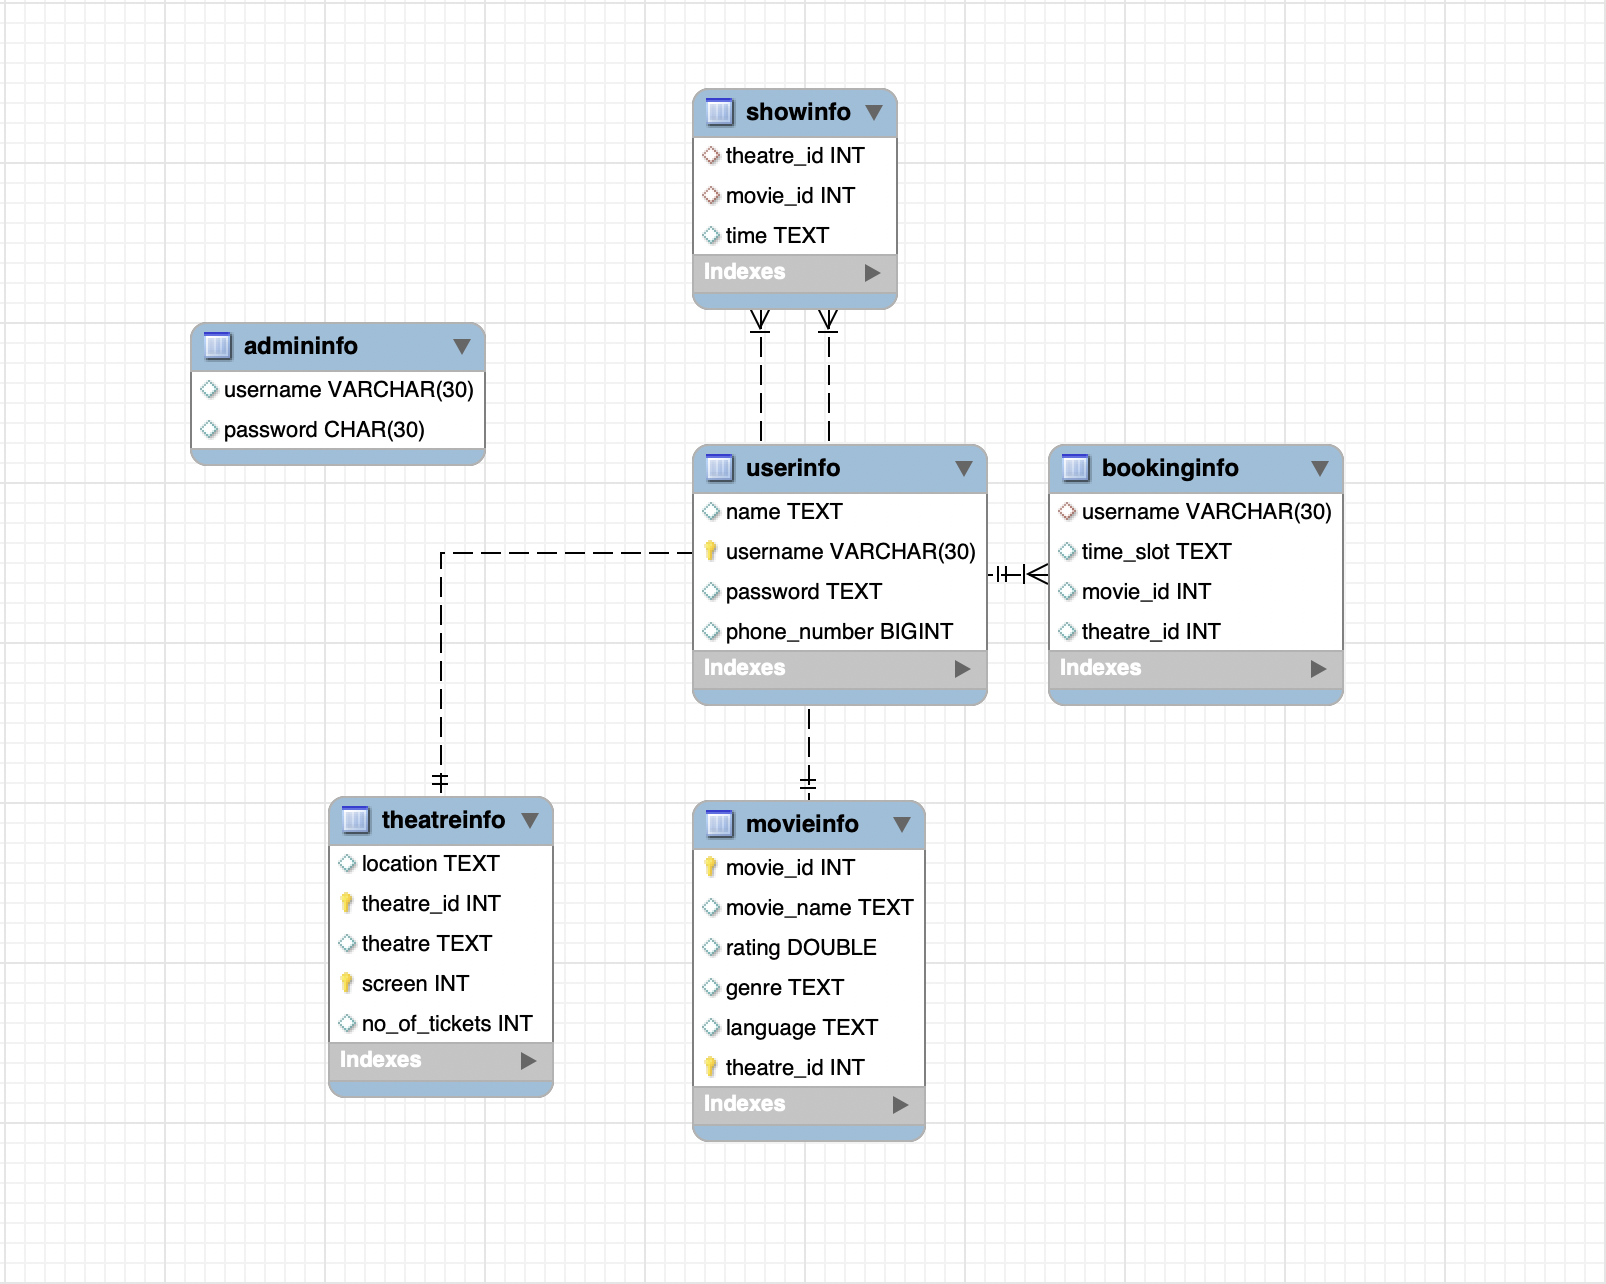 showinfo
theatre_id INT
movie_id INT
time TEXT
Indexes
admininfo
username VARCHAR(30)
password CHAR(30)
userinfo
name TEXT
username VARCHAR(30)
password TEXT
phone_number BIGINT
Indexes
bookinginfo
username VARCHAR(30)
time_slot TEXT
movie_id INT
theatre_id INT
Indexes
theatreinfo
location TEXT
theatre_id INT
theatre TEXT
screen INT
no_of_tickets INT
Indexes
movieinfo
movie_id INT
movie_name TEXT
rating DOUBLE
genre TEXT
language TEXT
theatre_id INT
Indexes